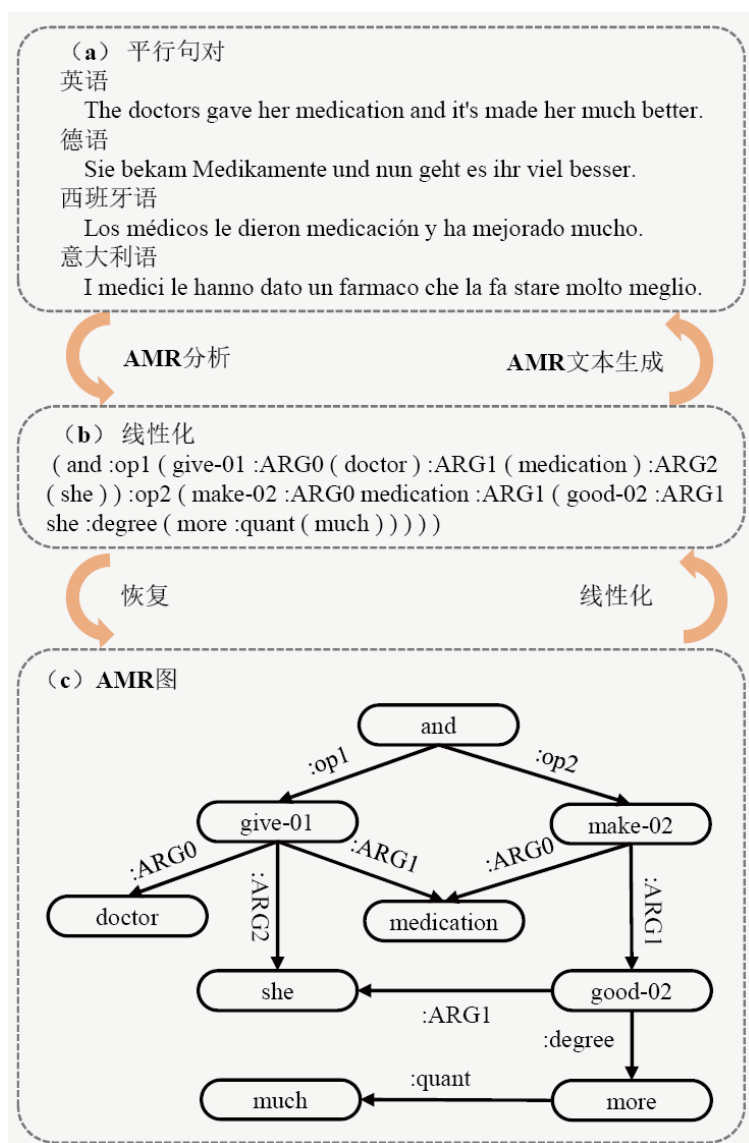 （a） 平行句对
英语
The doctors gave her medication and it's made her much better.
德语
Sie bekam Medikamente und nun geht es ihr viel besser.
西班牙语
Los médicos le dieron medicación y ha mejorado mucho.
意大利语
I medici le hanno dato un farmaco che la fa stare molto meglio.
AMR分析
AMR文本生成
（b） 线性化
( and :op1 ( give-01 :ARG0 ( doctor ) :ARG1 ( medication ) :ARG2
( she ) ) :op2 ( make-02 :ARG0 medication :ARG1 ( good-02 :ARG1
she :degree ( more :quant ( much ) ) ) ) )
恢复
线性化
（c）AMR图
and
:op1
:op2
give-01
make-02
:ARG0
:ARG2
:ARG1
:ARG0
:ARG1
doctor
medication
she
good-02
:ARG1
:degree
:quant
much
more